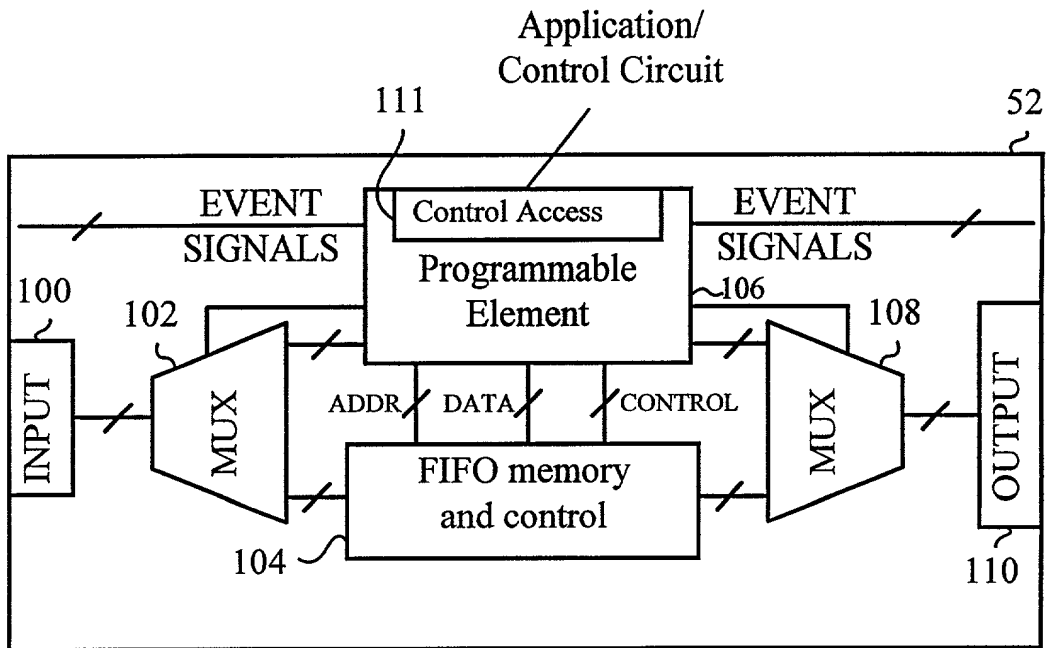 Application/
Control Circuit
111
52
EVENT
SIGNALS
Control Access
EVENT
SIGNALS
Programmable
Element
100
102
106
108
INPUT
MUX
ADDR
DATA
CONTROL
MUX
OUTPUT
FIFO memory
and control
104
110